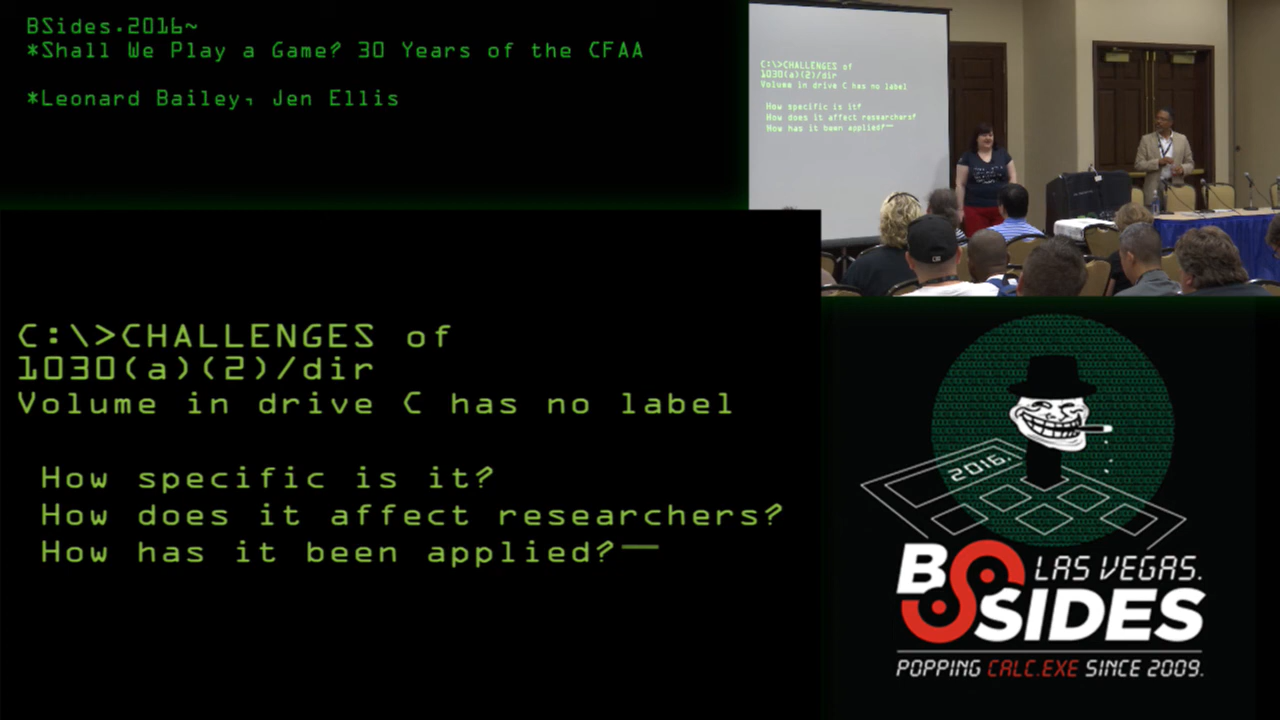 BSides.2016~
*Shall We Play a Game? 30 Years of the CFAA
*Leonard Bailey, Jen Ellis
C:\>CHALLENGES of
1030(a)(2)/dir
Volume in drive C has no label
How specific is it?
How does it affect researchers?
How has it been applied?
C:\>CHALLENGES of
1030(a)(2)/dir
Volume in drive C has no label
How specific is it?
How does it affect researchers?
How has it been applied?
2016.
BSIDES
LAS VEGAS.
POPPING CALC.EXE SINCE 2009.